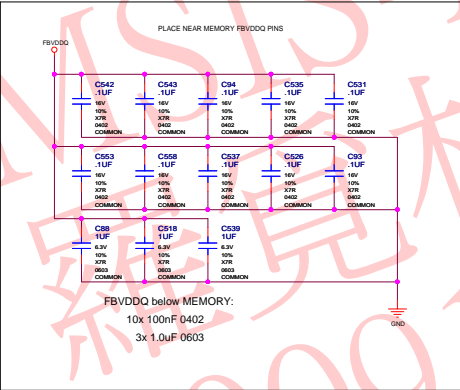 PLACE NEAR MEMORY FBVDDQ PINS
FBVDDQ
C542 C543 C94 C535 C531
.1UF .1UF .1UF .1UF .1UF
16V 16V 16V 16V 16V
10% 10% 10% 10% 10%
X7R X7R X7R X7R X7R
0402 0402 0402 0402 0402
COMMON COMMON COMMON COMMON COMMON
C553 C558 C537 C526 C93
.1UF .1UF .1UF .1UF .1UF
16V 16V 16V 16V 16V
10% 10% 10% 10% 10%
X7R X7R X7R X7R X7R
0402 0402 0402 0402 0402
COMMON COMMON COMMON COMMON COMMON
C88 C518 C539
1UF 1UF 1UF
6.3V 6.3V 6.3V
10% 10% 10%
X7R X7R X7R
0603 0603 0603
COMMON COMMON COMMON
FBVDDQ below MEMORY:
10x 100nF 0402
3x 1.0uF 0603
GND